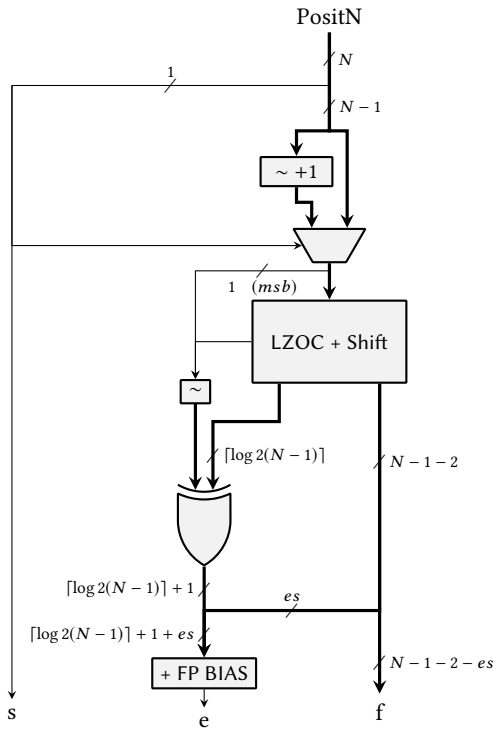 PositN
N
1
N − 1
∼ +1
1 (msb)
LZOC + Shift
∼
⌈log 2(N − 1)⌉
N − 1 − 2
⌈log 2(N − 1)⌉ + 1
es
⌈log 2(N − 1)⌉ + 1 + es
+ FP BIAS
N − 1 − 2 − es
s
e
f